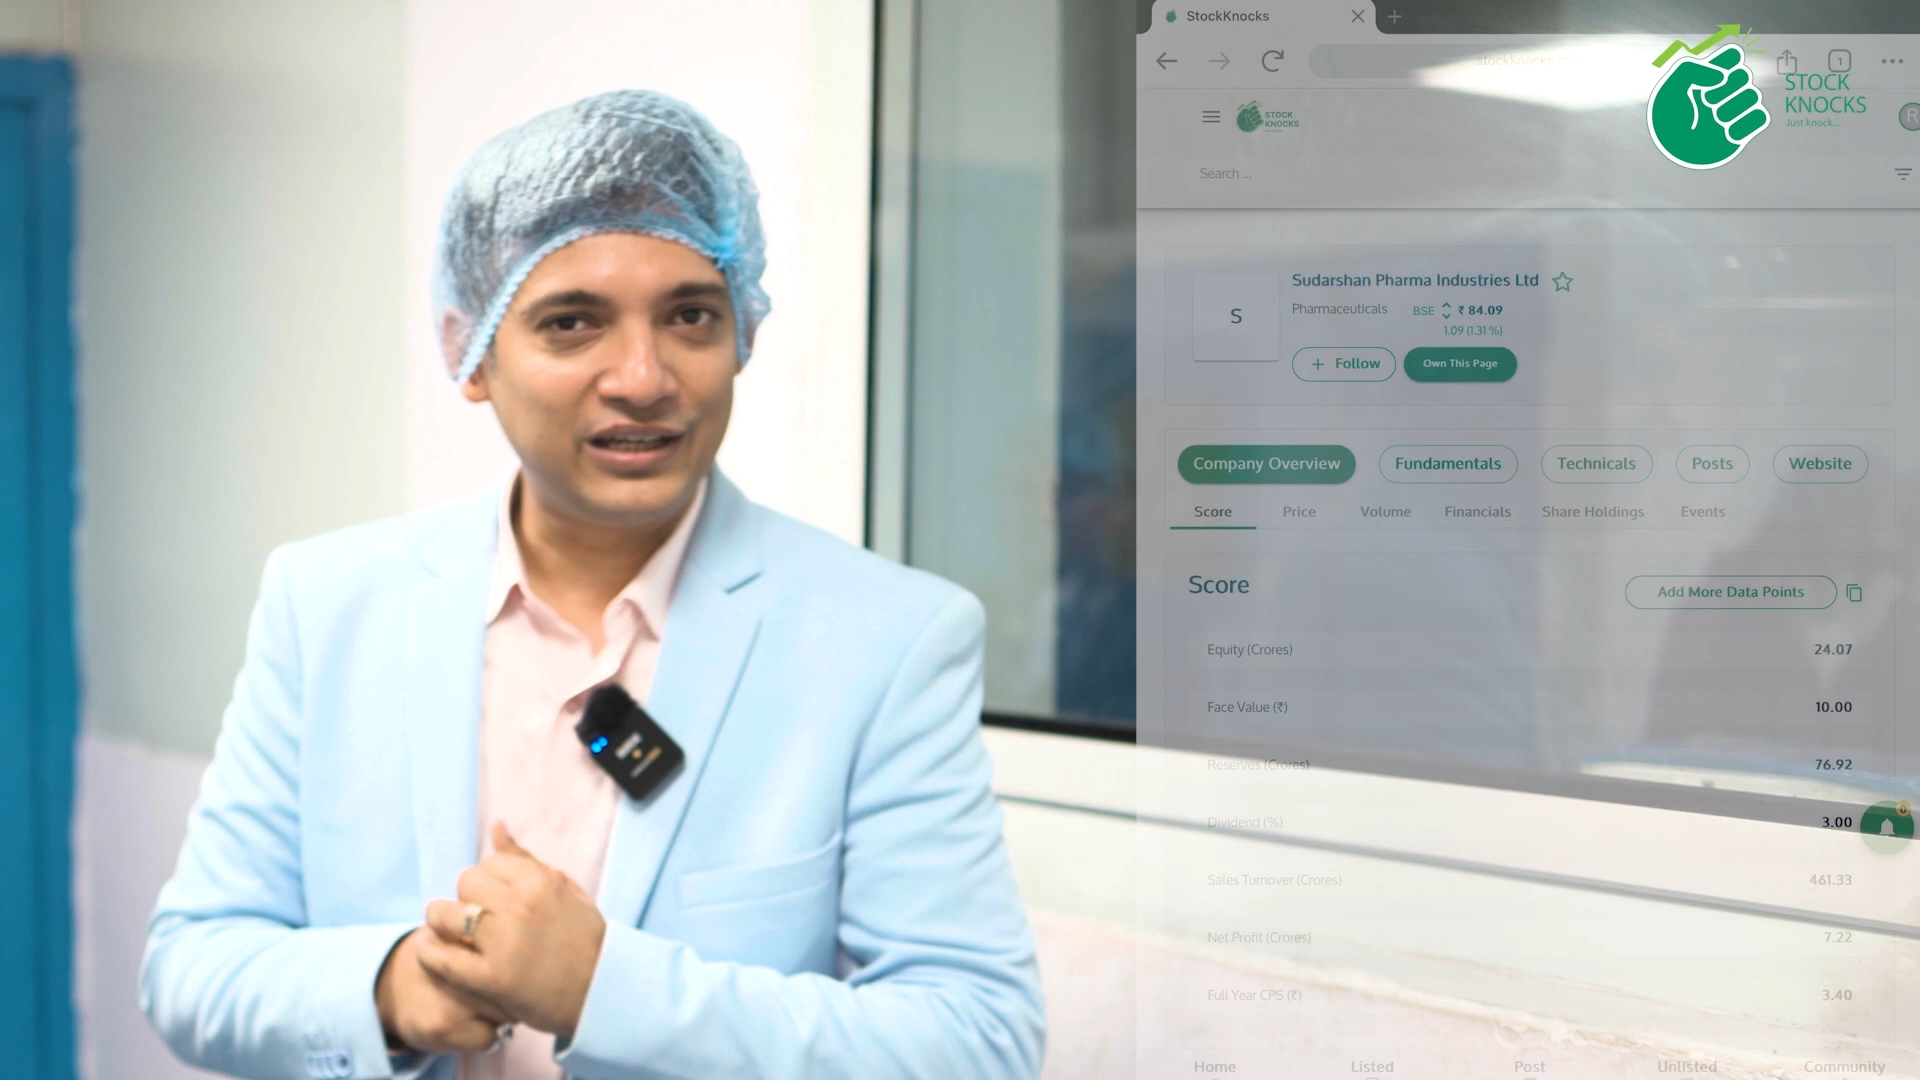 StockKnocks
STOCK
KNOCKS
Just knock...
1
STOCK
KNOCKS
R
Search ...
Sudarshan Pharma Industries Ltd
S
Pharmaceuticals
BSE ₹ 84.09
1.09 (1.31 %)
+ Follow
Own This Page
Company Overview
Fundamentals
Technicals
Posts
Website
Score
Price
Volume
Financials
Share Holdings
Events
Score
Add More Data Points
Equity (Crores) 24.07
Face Value (₹) 10.00
Reserves (Crores) 76.92
Dividend (%) 3.00
0
Sales Turnover (Crores) 461.33
Net Profit (Crores) 7.22
Full Year CPS (₹) 3.40
Home
Listed
Post
Unlisted
Community